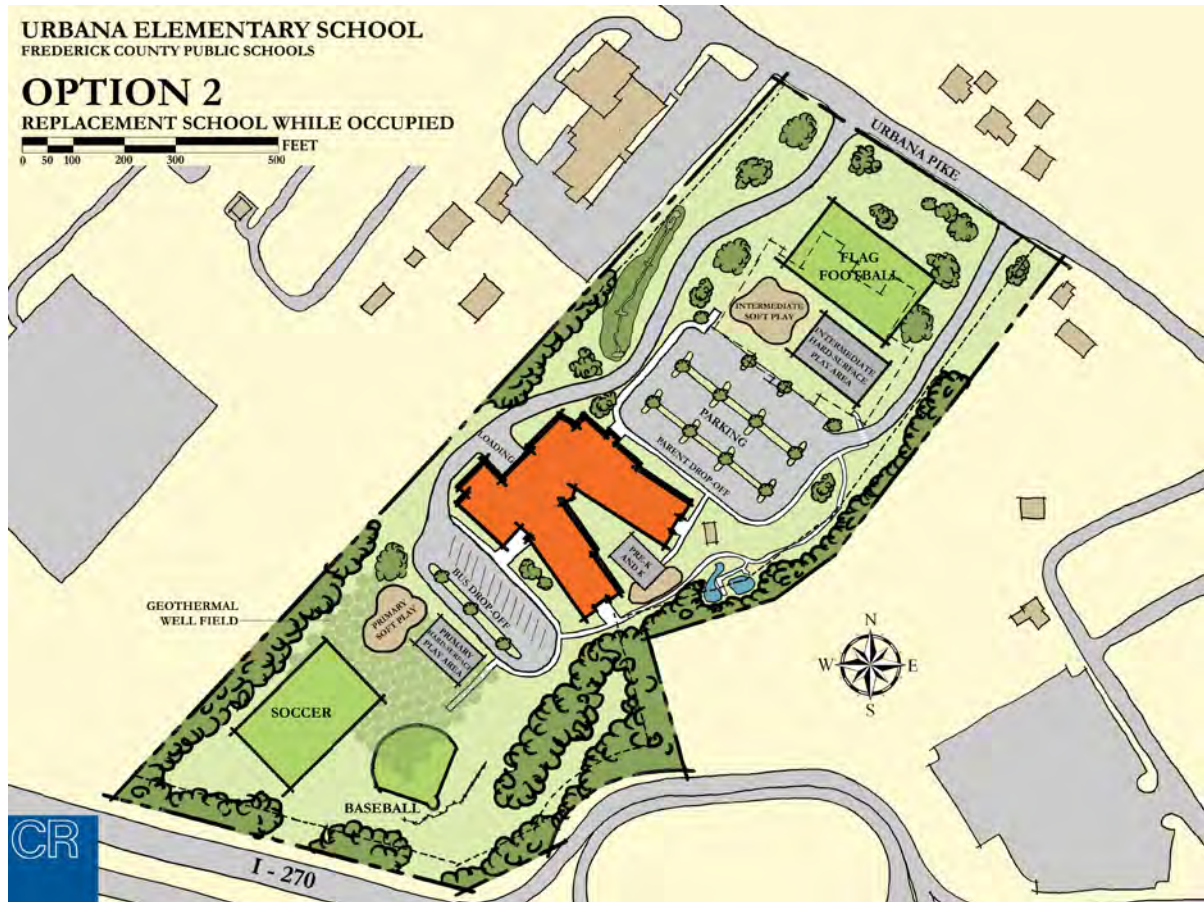 URBANA ELEMENTARY SCHOOL
FREDERICK COUNTY PUBLIC SCHOOLS
OPTION 2
REPLACEMENT SCHOOL WHILE OCCUPIED
FEET
0 50 100 200 300 500
URBANA PIKE
FLAG
FOOTBALL
INTERMEDIATE
SOFT PLAY
INTERMEDIATE
HARD-SURFACE
PLAY AREA
PARKING
PARENT DROP-OFF
LOADING
PRE-K
AND K
BUS DROP-OFF
GEOTHERMAL
WELL FIELD
PRIMARY
SOFT PLAY
PRIMARY
HARD-SURFACE
PLAY AREA
SOCCER
BASEBALL
N
W E
S
I - 270
CR